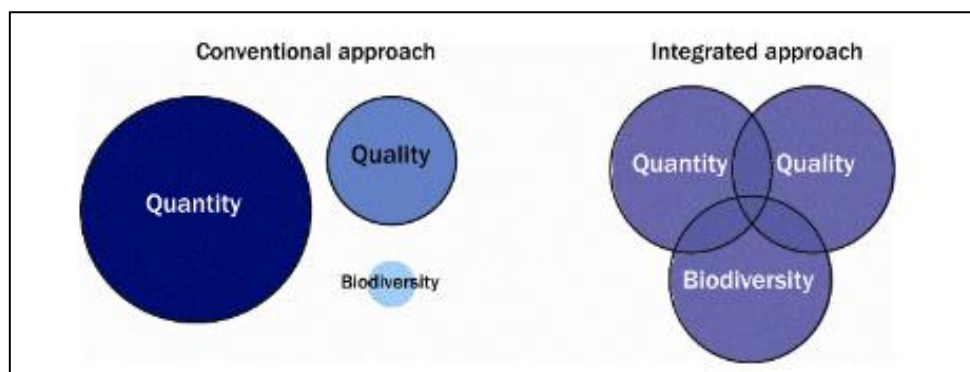 Conventional approach
Quantity
Quality
Biodiversity
Integrated approach
Quantity
Quality
Biodiversity